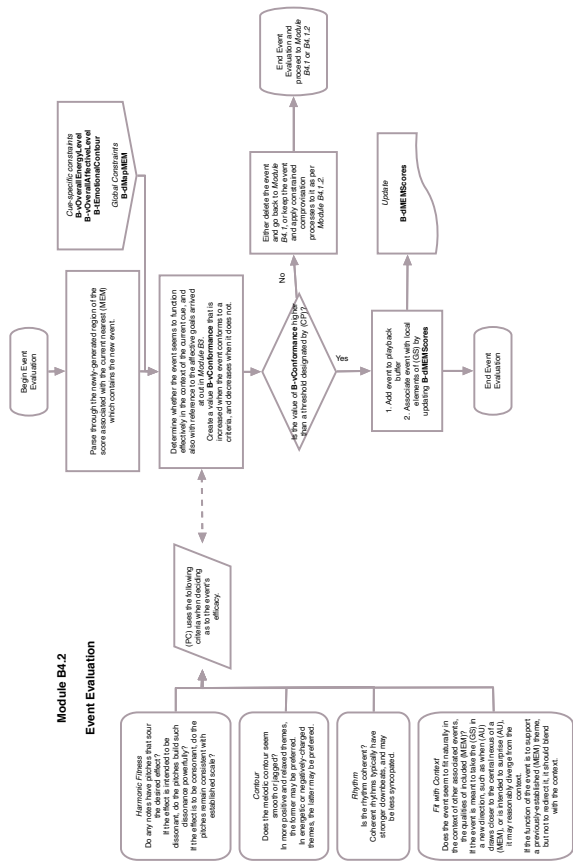 Module B4.2
Event Evaluation
Begin Event
Evaluation
Parse through the newly-generated region of the
score associated with the current nearest (MEM)
which contains the new event.
Cue-specific constraints
B-vOverallEnergyLevel
B-vOverallAffectiveLevel
B-tEmotionalContour
Global Constraints
B-dMapMEM
Determine whether the event seems to function
effectively in the context of the current cue, and
also with reference to the affective goals arrived
at out in Module B3.
Create a value B-vConformance that is
increased when the event conforms to a
criteria, and decreases when it does not.
(PC) uses the following
criteria when deciding
as to the event's
efficacy.
Harmonic Fitness
Do any notes have pitches that sour
the desired effect?
If the effect is intended to be
dissonant, do the pitches build such
dissonance powerfully?
If the effect is to be consonant, do the
pitches remain consistent with
established scale?
Contour
Does the melodic contour seem
smooth or jagged?
In more positive and relaxed themes,
the former may be preferred.
In energetic or negatively-charged
themes, the latter may be preferred.
Rhythm
Is the rhythm coherent?
Coherent rhythms typically have
stronger downbeats, and may
be less syncopated.
Fit with Context
Does the event seem to fit naturally in
the context of other associated events,
or the qualities of included (MEM)?
If the event is meant to take the (GS) in
a new direction, such as when (AU)
draws closer to the central nexus of a
(MEM), or is intended to surprise (AU),
it may reasonably diverge from the
context.
If the function of the event is to support
a previously-established (MEM) theme,
but not to redirect it, it should blend
with the context.
Is the value of B-vConformance higher
than a threshold designated by (CP)?
No
Yes
Either delete the event
and go back to Module
B4.1, or keep the event
and apply constrained
comprovisation
processes to it as per
Module B4.1.2.
End Event
Evaluation and
proceed to Module
B4.1 or B4.1.2
1. Add event to playback
buffer
2. Associate event with local
elements of (GS) by
updating B-dMEMScores
Update
B-dMEMScores
End Event
Evaluation